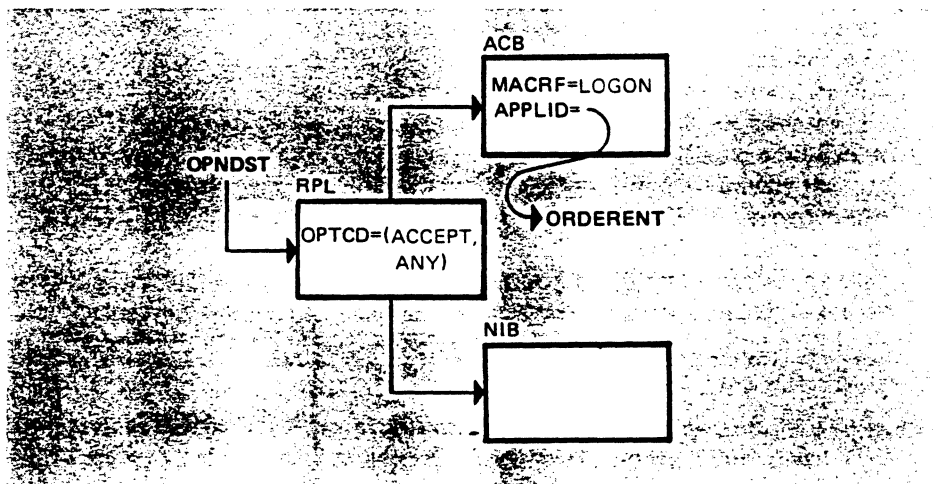 ACB
MACRF=LOGON
APPLID=
OPNDST
RPL
ORDERENT
OPTCD=(ACCEPT,
ANY)
NIB